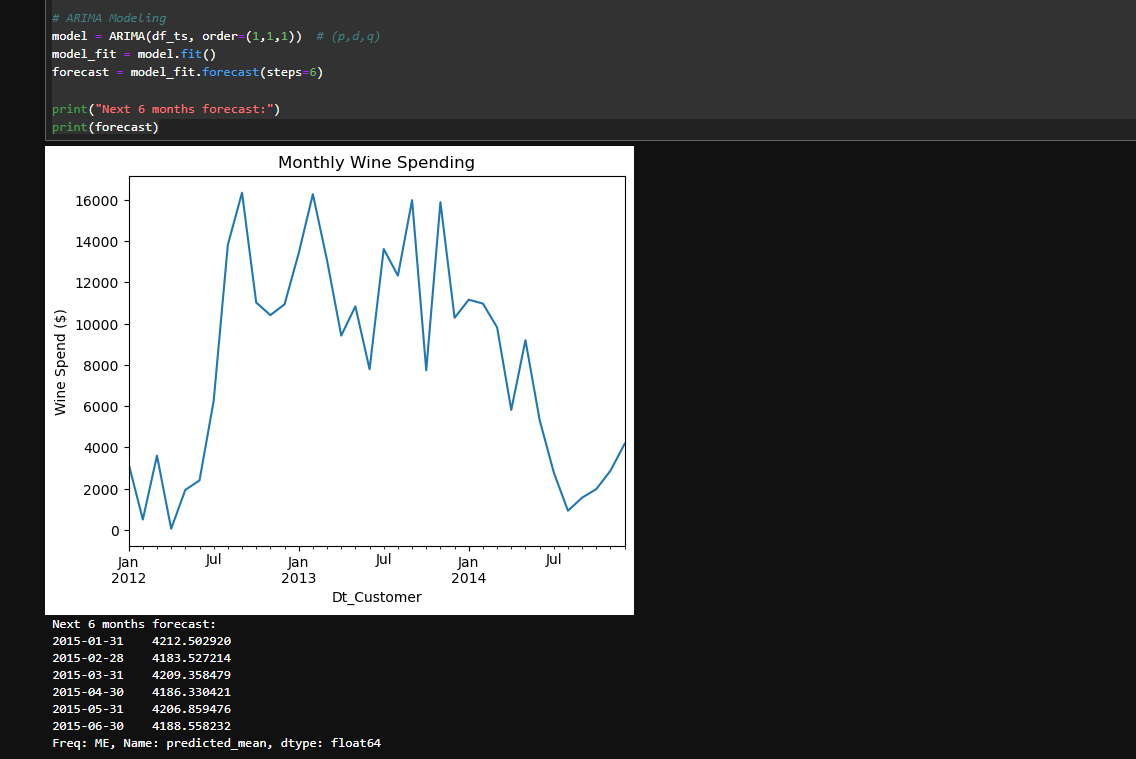 # ARIMA Modeling
model = ARIMA(df_ts, order=(1,1,1))  # (p,d,q)
model_fit = model.fit()
forecast = model_fit.forecast(steps=6)
print("Next 6 months forecast:")
print(forecast)
Monthly Wine Spending
16000
14000
12000
10000
8000
6000
4000
2000
0
Wine Spend ($)
Jan Jul Jan Jul Jan Jul
2012 2013 2014
Dt_Customer
Next 6 months forecast:
2015-01-31    4212.502920
2015-02-28    4183.527214
2015-03-31    4209.358479
2015-04-30    4186.330421
2015-05-31    4206.859476
2015-06-30    4188.558232
Freq: ME, Name: predicted_mean, dtype: float64